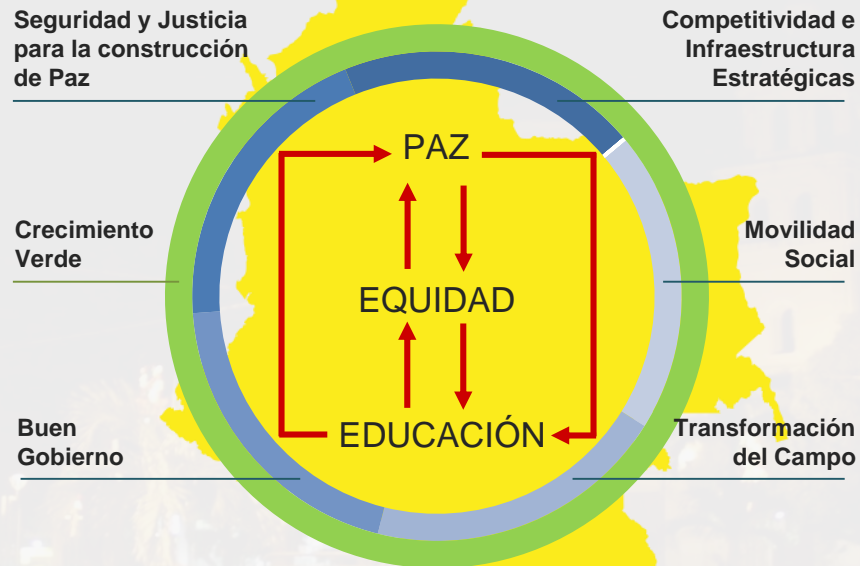 Seguridad y Justicia
para la construcción
de Paz
Competitividad e
Infraestructura
Estratégicas
PAZ
Crecimiento
Verde
EQUIDAD
Movilidad
Social
Buen
Gobierno
EDUCACIÓN
Transformación
del Campo